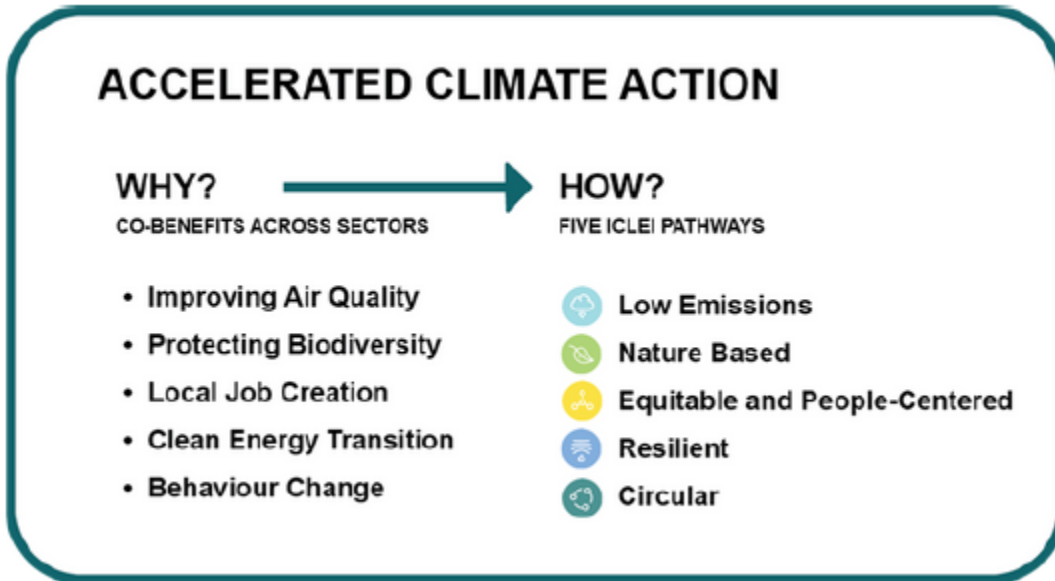 ACCELERATED CLIMATE ACTION
WHY?
CO-BENEFITS ACROSS SECTORS
• Improving Air Quality
• Protecting Biodiversity
• Local Job Creation
• Clean Energy Transition
• Behaviour Change
HOW?
FIVE ICLEI PATHWAYS
Low Emissions
Nature Based
Equitable and People-Centered
Resilient
Circular